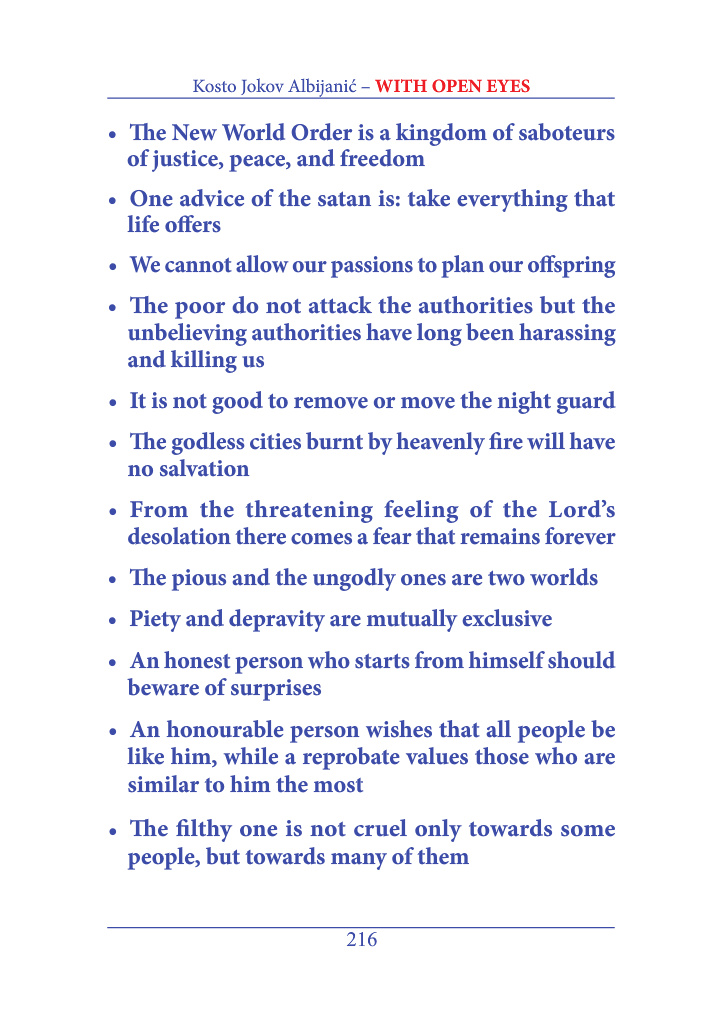 Kosto Jokov Albijanić – WITH OPEN EYES
• The New World Order is a kingdom of saboteurs
of justice, peace, and freedom
• One advice of the satan is: take everything that
life offers
• We cannot allow our passions to plan our offspring
• The poor do not attack the authorities but the
unbelieving authorities have long been harassing
and killing us
• It is not good to remove or move the night guard
• The godless cities burnt by heavenly fire will have
no salvation
• From the threatening feeling of the Lord’s
desolation there comes a fear that remains forever
• The pious and the ungodly ones are two worlds
• Piety and depravity are mutually exclusive
• An honest person who starts from himself should
beware of surprises
• An honourable person wishes that all people be
like him, while a reprobate values those who are
similar to him the most
• The filthy one is not cruel only towards some
people, but towards many of them
216